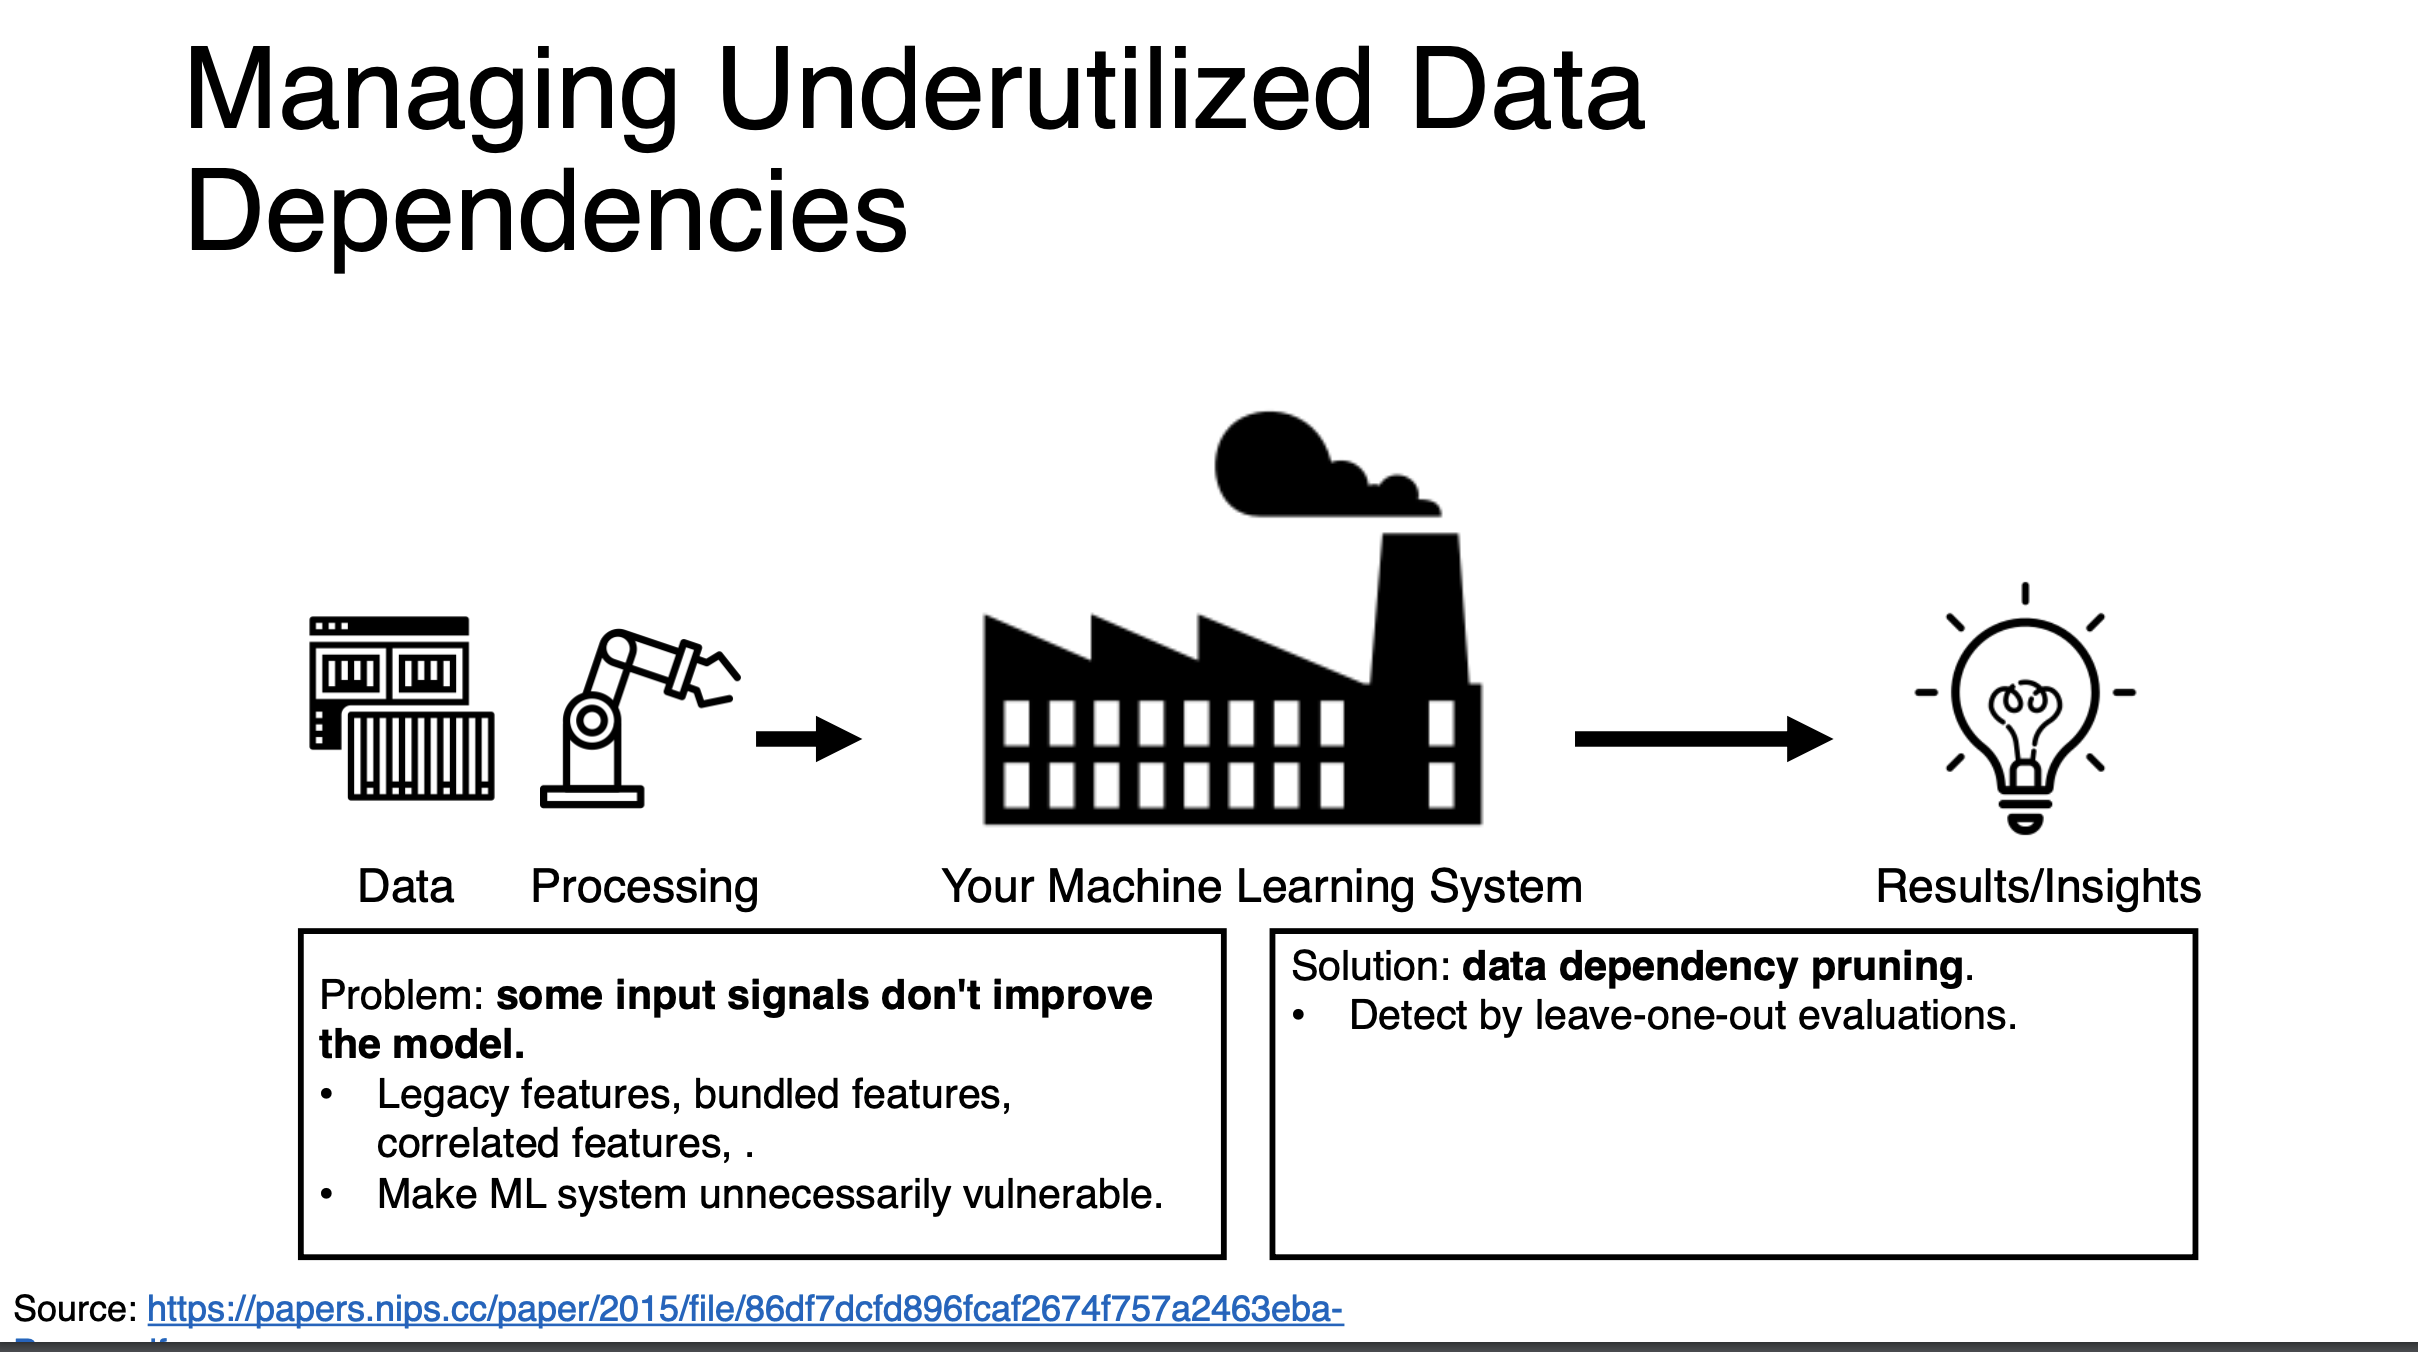 Managing Underutilized Data
Dependencies
Data
Processing
Your Machine Learning System
Results/Insights
Problem: some input signals don't improve
the model.
• Legacy features, bundled features,
correlated features, .
• Make ML system unnecessarily vulnerable.
Solution: data dependency pruning.
• Detect by leave-one-out evaluations.
Source: https://papers.nips.cc/paper/2015/file/86df7dcfd896fcaf2674f757a2463eba-